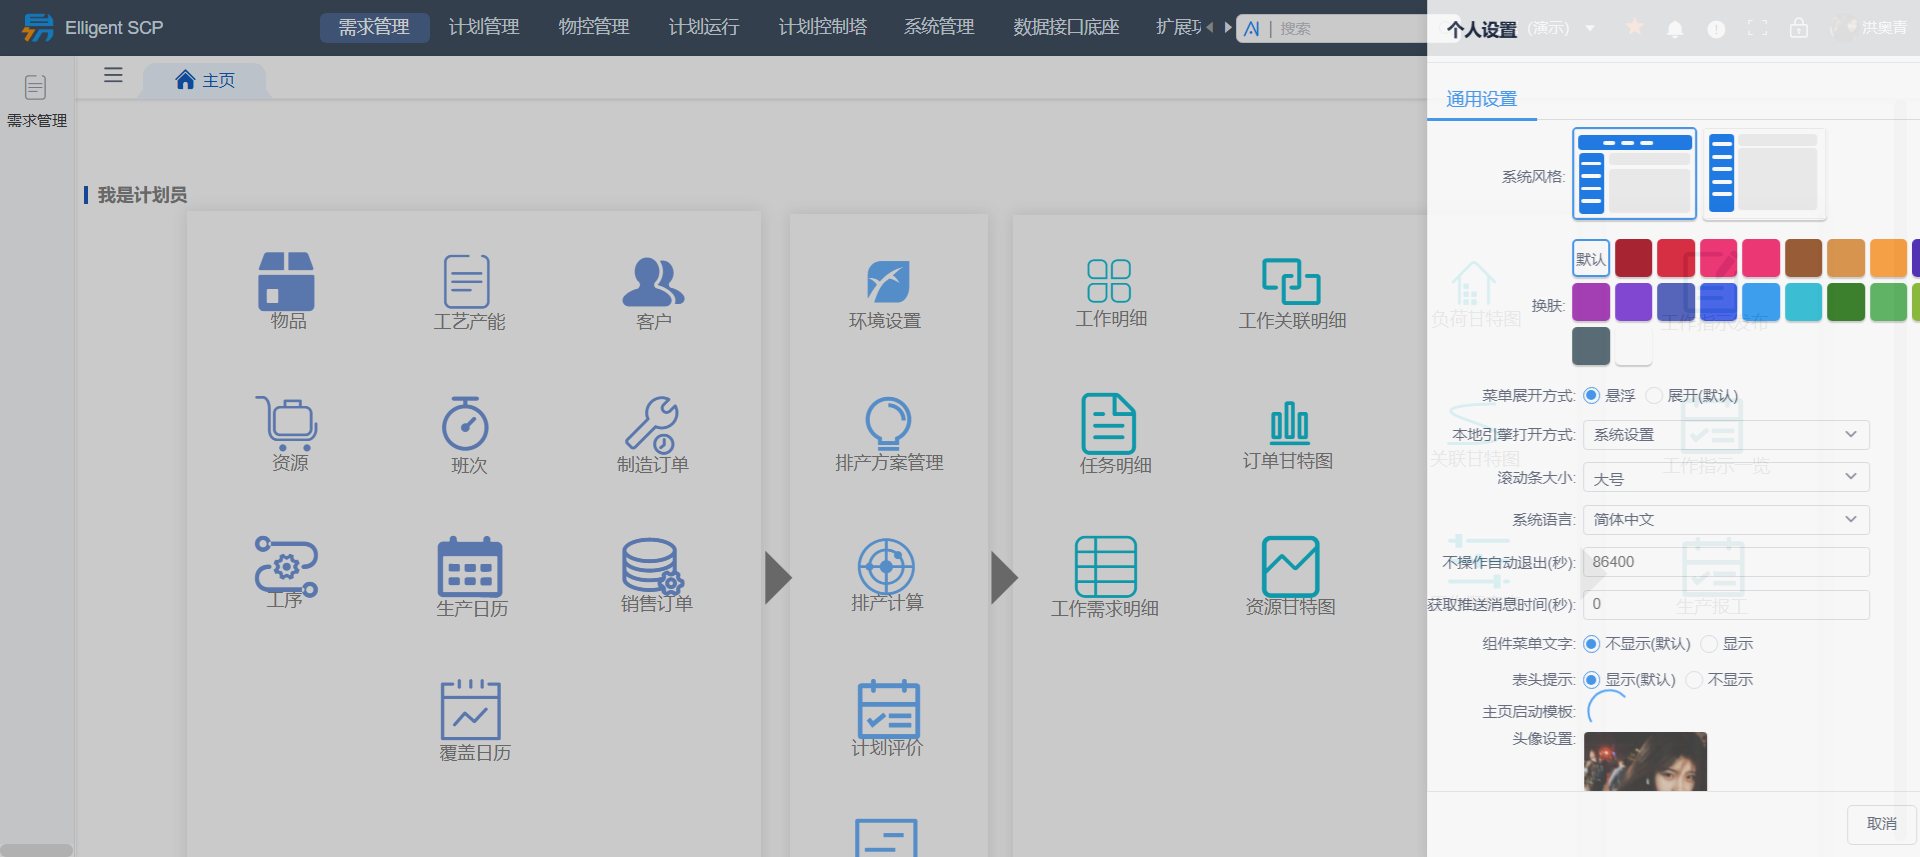 Elligent SCP
需求管理
计划管理
物控管理
计划运行
计划控制塔
系统管理
数据接口底座
扩展
搜索
个人设置
(演示)
洪奥青
需求管理
主页
通用设置
我是计划员
物品
工艺产能
客户
资源
班次
制造订单
工序
生产日历
销售订单
覆盖日历
环境设置
排产方案管理
排产计算
计划评价
工作明细
工作关联明细
任务明细
订单甘特图
工作需求明细
资源甘特图
负荷甘特图
工作指示发布
关联甘特图
工作指示一览
生产报工
系统风格:
换肤:
默认
菜单展开方式:
悬浮
展开(默认)
本地引擎打开方式:
系统设置
滚动条大小:
大号
系统语言:
简体中文
不操作自动退出(秒):
86400
获取推送消息时间(秒):
0
组件菜单文字:
不显示(默认)
显示
表头提示:
显示(默认)
不显示
主页启动模板:
头像设置:
取消